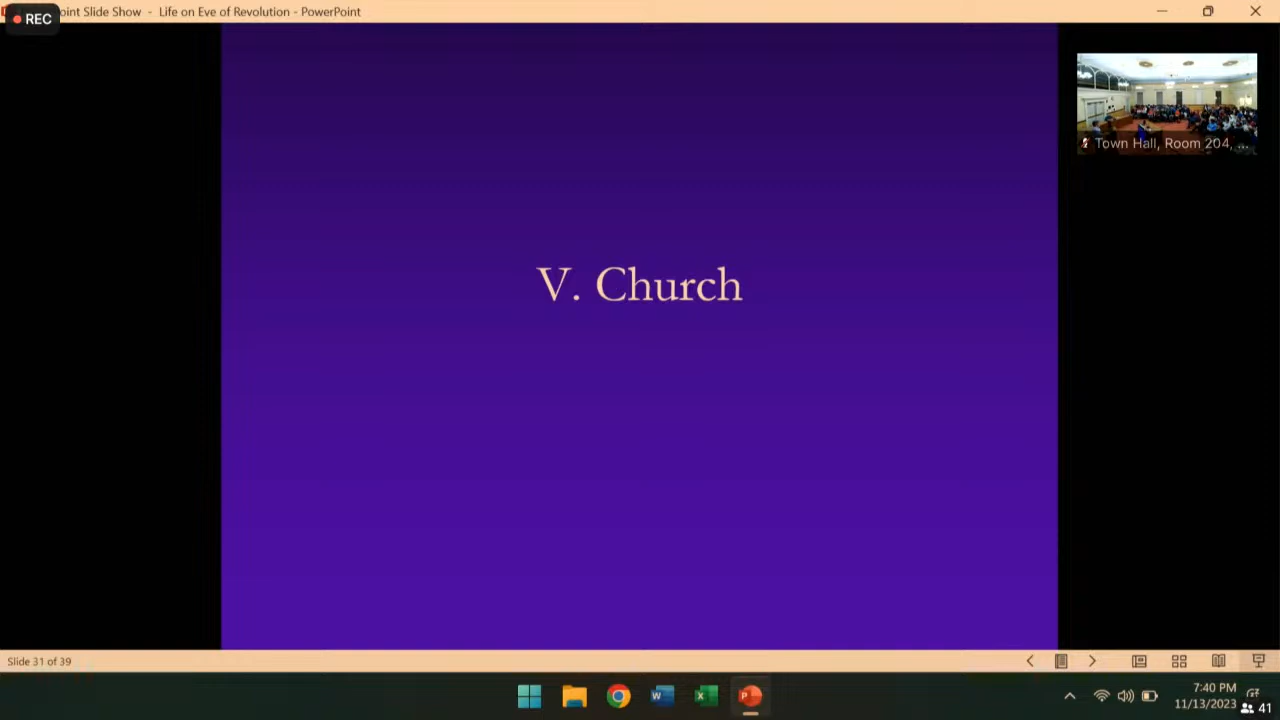 REC
oint Slide Show - Life on Eve of Revolution - PowerPoint
Town Hall, Room 204, ...
V. Church
Slide 31 of 39
7:40 PM
11/13/2023
41